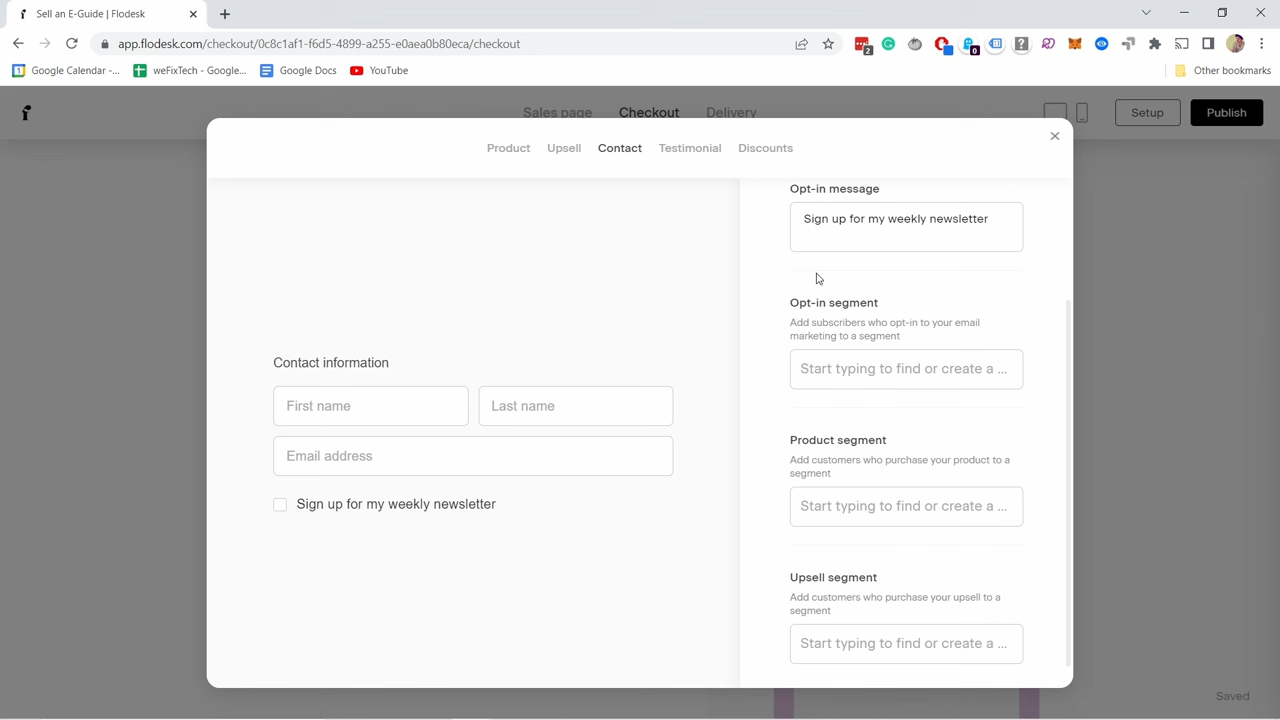 Sell an E-Guide | Flodesk
app.flodesk.com/checkout/0c1c1af1-f6d5-4899-a255-c0aea0b80eca/checkout
2
0
Google Calendar -...
weFixTech - Google...
Google Docs
YouTube
Other bookmarks
Sales page
Checkout
Delivery
Setup
Publish
Product
Upsell
Contact
Testimonial
Discounts
Opt-in message
Sign up for my weekly newsletter
Opt-in segment
Add subscribers who opt-in to your email
marketing to a segment
Start typing to find or create a ...
Contact information
First name
Last name
Email address
Sign up for my weekly newsletter
Product segment
Add customers who purchase your product to a
segment
Start typing to find or create a ...
Upsell segment
Add customers who purchase your upsell to a
segment
Start typing to find or create a ...
Saved